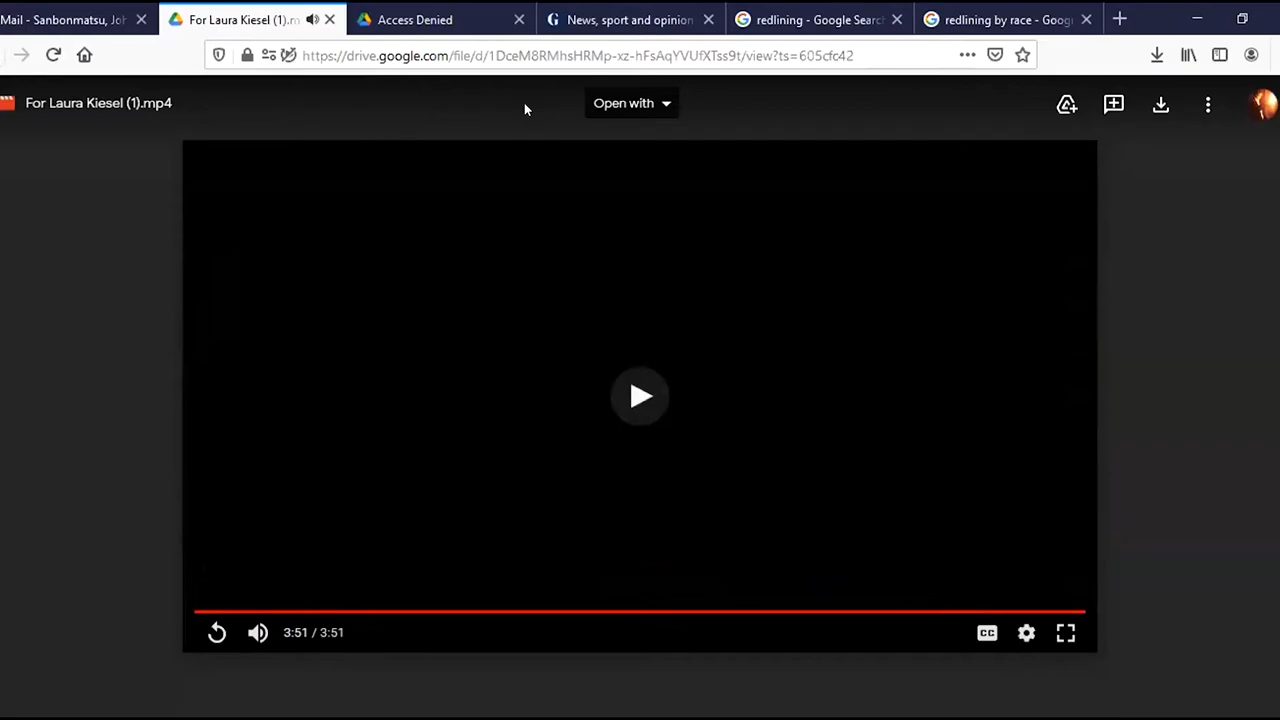 Mail - Sanbonmatsu, Joh
For Laura Kiesel (1).m
Access Denied
News, sport and opinion
redlining - Google Search
redlining by race - Goog
https://drive.google.com/file/d/1DceM8RMhsHRMp-xz-hFsAqYVUfXTss9t/view?ts=605cfc42
For Laura Kiesel (1).mp4
Open with
3:51 / 3:51
CC